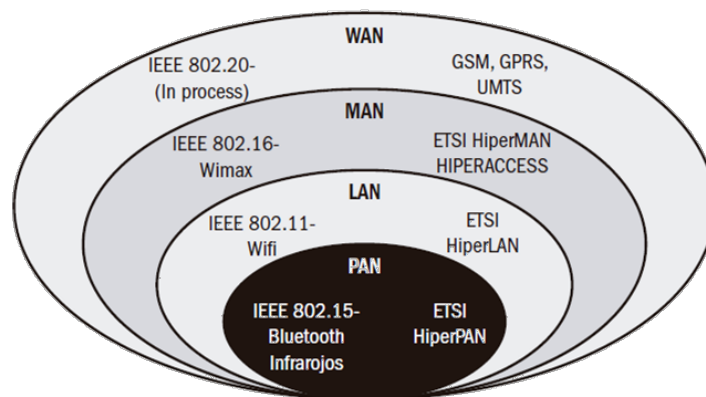 WAN
IEEE 802.20-
(In process)
GSM, GPRS,
UMTS
MAN
IEEE 802.16-
Wimax
ETSI HiperMAN
HIPERACCESS
LAN
IEEE 802.11-
Wifi
ETSI
HiperLAN
PAN
IEEE 802.15-
Bluetooth
Infrarojos
ETSI
HiperPAN